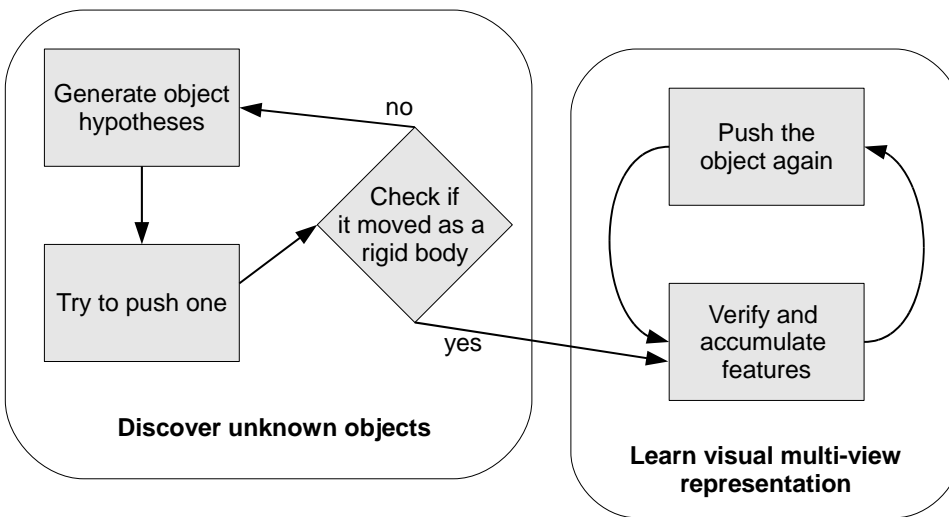 Generate object
hypotheses
no
Check if
it moved as a
rigid body
Try to push one
yes
Discover unknown objects
Push the
object again
Verify and
accumulate
features
Learn visual multi-view
representation